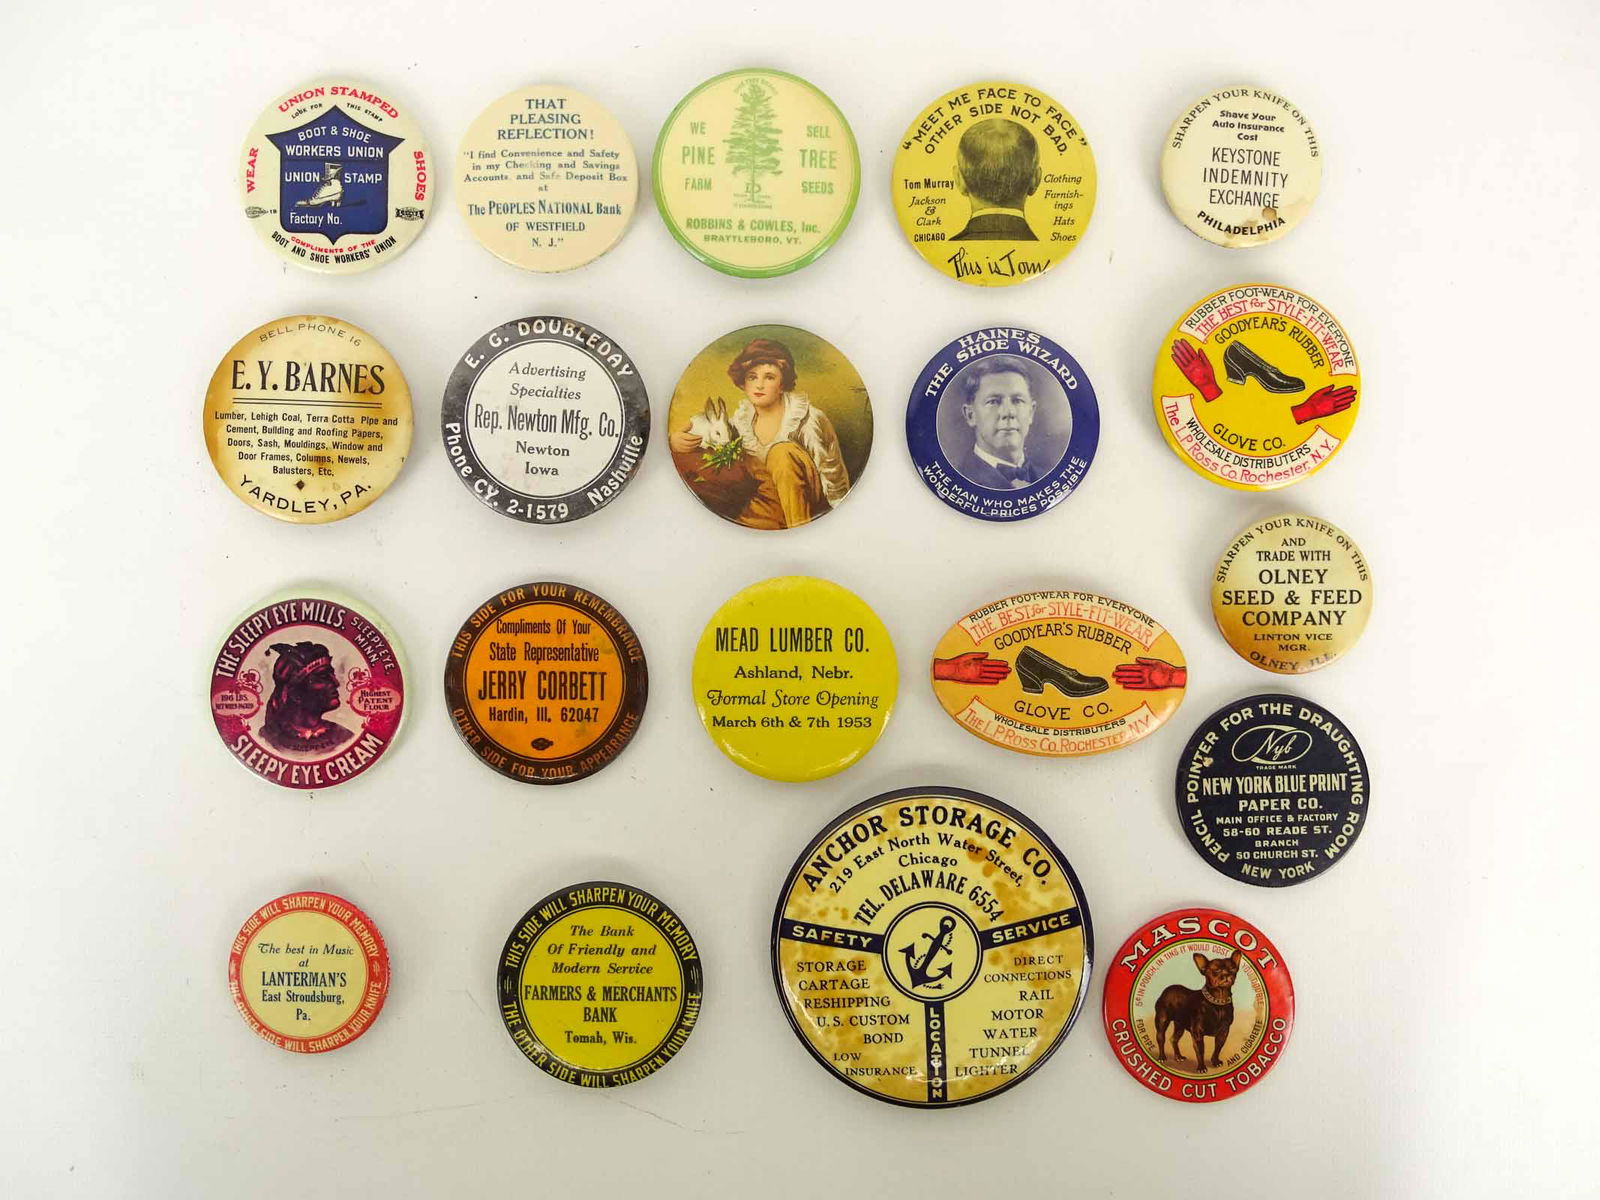 UNION STAMPED
LOOK FOR THIS STAMP
WEAR
SHOES
BOOT & SHOE
WORKERS UNION
UNION STAMP
Factory No.
COMPLIMENTS OF THE
BOOT AND SHOE WORKERS' UNION
THAT
PLEASING
REFLECTION!
"I find Convenience and Safety
in my Checking and Savings
Accounts, and Safe Deposit Box
at
The PEOPLES NATIONAL Bank
OF WESTFIELD
N. J."
WE SELL
PINE TREE
FARM SEEDS
ROBBINS & COWLES, Inc.
BRATTLEBORO, VT.
"MEET ME FACE TO FACE,"
OTHER SIDE NOT BAD.
Tom Murray
Jackson
&
Clark
CHICAGO
Clothing
Furnish-
ings
Hats
Shoes
This is Tom
SHARPEN YOUR KNIFE ON THIS
Shave Your
Auto Insurance
Cost
KEYSTONE
INDEMNITY
EXCHANGE
PHILADELPHIA
BELL PHONE 16
E. Y. BARNES
Lumber, Lehigh Coal, Terra Cotta Pipe and
Cement, Building and Roofing Papers,
Doors, Sash, Mouldings, Window and
Door Frames, Columns, Newels,
Balusters, Etc.
YARDLEY, PA.
E. G. DOUBLEDAY
Advertising
Specialties
Rep. Newton Mfg. Co.
Newton
Iowa
Phone CY. 2-1579 Nashville
HAINES
THE SHOE WIZARD
THE MAN WHO MAKES THE
WONDERFUL PRICES POSSIBLE
RUBBER FOOT-WEAR FOR EVERYONE
THE BEST for STYLE-FIT-WEAR
GOODYEAR'S RUBBER
GLOVE CO.
WHOLESALE DISTRIBUTERS
The L.P. Ross Co. Rochester, N.Y.
THE SLEEPY EYE MILLS.
SLEEPY EYE
MINN.
196 LBS.
HIGHEST
PATENT
FLOUR
SLEEPY EYE CREAM
THIS SIDE FOR YOUR REMEMBRANCE
Compliments Of Your
State Representative
JERRY CORBETT
Hardin, Ill. 62047
OTHER SIDE FOR YOUR APPEARANCE
MEAD LUMBER CO.
Ashland, Nebr.
Formal Store Opening
March 6th & 7th 1953
RUBBER FOOT-WEAR FOR EVERYONE
THE BEST for STYLE-FIT-WEAR
GOODYEAR'S RUBBER
GLOVE CO.
WHOLESALE DISTRIBUTERS
The L.P. Ross Co. Rochester, N.Y.
SHARPEN YOUR KNIFE ON THIS
AND
TRADE WITH
OLNEY
SEED & FEED
COMPANY
LINTON VICE
MGR.
OLNEY, ILL.
PENCIL POINTER FOR THE DRAUGHTING ROOM
Nyb
TRADE MARK
NEW YORK BLUE PRINT
PAPER CO.
MAIN OFFICE & FACTORY
58-60 READE ST.
BRANCH
50 CHURCH ST.
NEW YORK
THIS SIDE WILL SHARPEN YOUR MEMORY
The best in Music
at
LANTERMAN'S
East Stroudsburg,
Pa.
THE OTHER SIDE WILL SHARPEN YOUR KNIFE
THIS SIDE WILL SHARPEN YOUR MEMORY
The Bank
Of Friendly and
Modern Service
FARMERS & MERCHANTS
BANK
Tomah, Wis.
THE OTHER SIDE WILL SHARPEN YOUR KNIFE
ANCHOR STORAGE CO.
219 East North Water Street,
Chicago
TEL. DELAWARE 6554
SAFETY
SERVICE
LOCATION
STORAGE
CARTAGE
RESHIPPING
U.S. CUSTOM
BOND
LOW
INSURANCE
DIRECT
CONNECTIONS
RAIL
MOTOR
WATER
TUNNEL
LIGHTER
MASCOT
5¢ IN POUCH, IN TINS IT WOULD COST YOU DOUBLE
FOR PIPE AND CIGARETTE
CRUSHED CUT TOBACCO